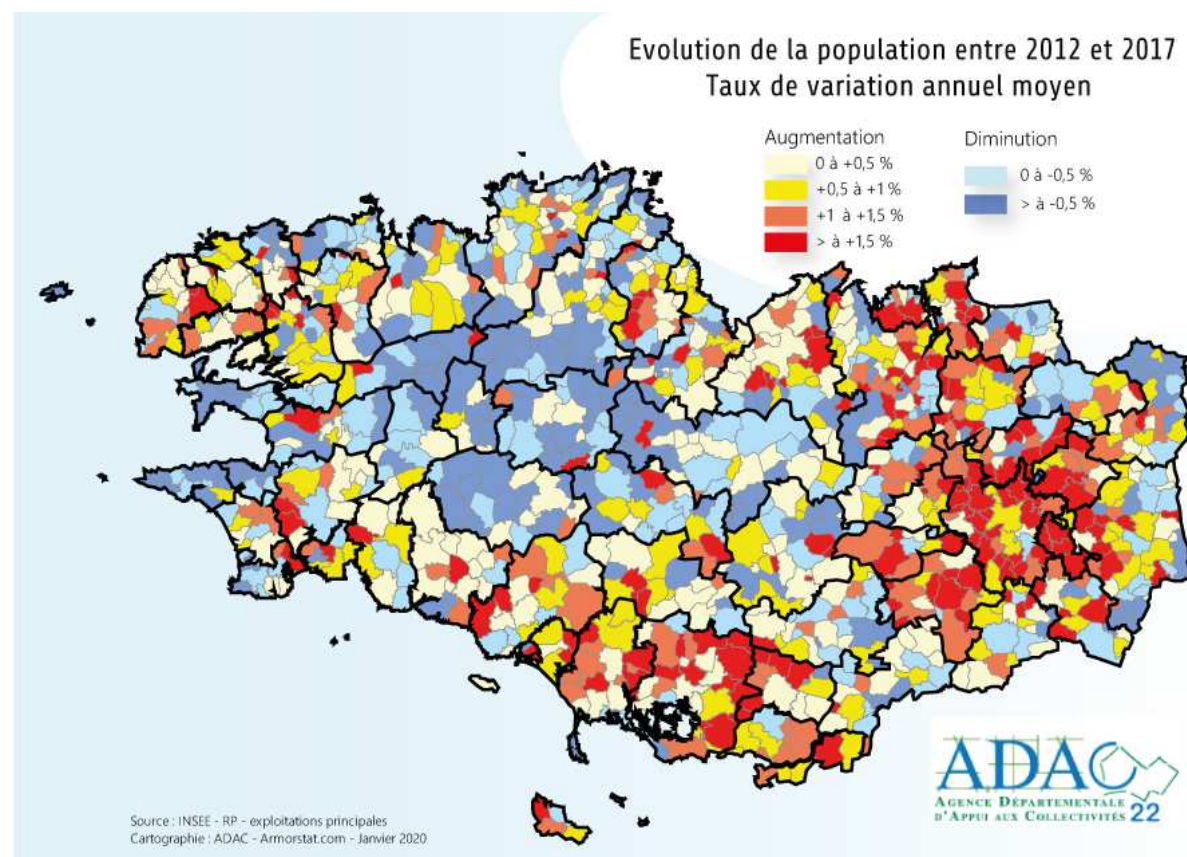 Evolution de la population entre 2012 et 2017
Taux de variation annuel moyen
Augmentation
0 à +0,5 %
+0,5 à +1 %
+1 à +1,5 %
> à +1,5 %
Diminution
0 à -0,5 %
> à -0,5 %
ADAC
AGENCE DÉPARTEMENTALE
D'APPUI AUX COLLECTIVITÉS 22
Source : INSEE - RP - exploitations principales
Cartographie : ADAC - Armorstat.com - Janvier 2020